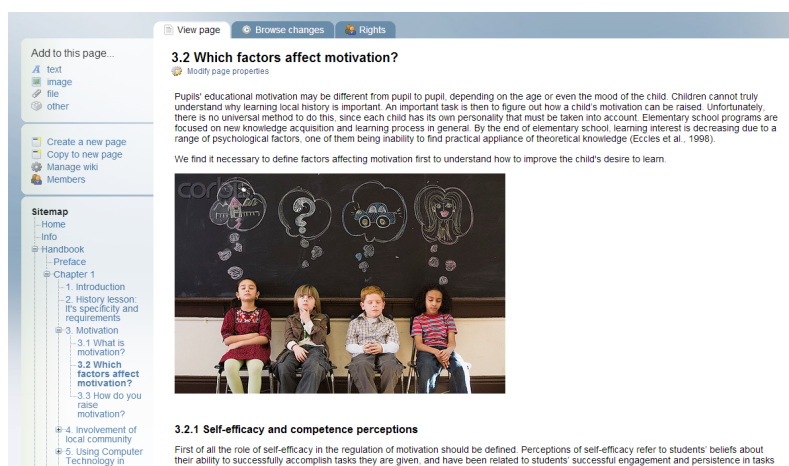 View page
Browse changes
Rights
Add to this page...
text
image
file
other
Create a new page
Copy to new page
Manage wiki
Members
Sitemap
Home
Info
Handbook
Preface
Chapter 1
1. Introduction
2. History lesson:
It's specificity and
requirements
3. Motivation
3.1 What is
motivation?
3.2 Which
factors affect
motivation?
3.3 How do you
raise
motivation?
4. Involvement of
local community
5. Using Computer
Technology in
3.2 Which factors affect motivation?
Modify page properties
Pupils' educational motivation may be different from pupil to pupil, depending on the age or even the mood of the child. Children cannot truly
understand why learning local history is important. An important task is then to figure out how a child's motivation can be raised. Unfortunately,
there is no universal method to do this, since each child has its own personality that must be taken into account. Elementary school programs are
focused on new knowledge acquisition and learning process in general. By the end of elementary school, learning interest is decreasing due to a
range of psychological factors, one of them being inability to find practical appliance of theoretical knowledge (Eccles et al., 1998).
We find it necessary to define factors affecting motivation first to understand how to improve the child's desire to learn.
corbis
?
3.2.1 Self-efficacy and competence perceptions
First of all the role of self-efficacy in the regulation of motivation should be defined. Perceptions of self-efficacy refer to students' beliefs about
their ability to successfully accomplish tasks they are given, and have been related to students' successful engagement and persistence in tasks